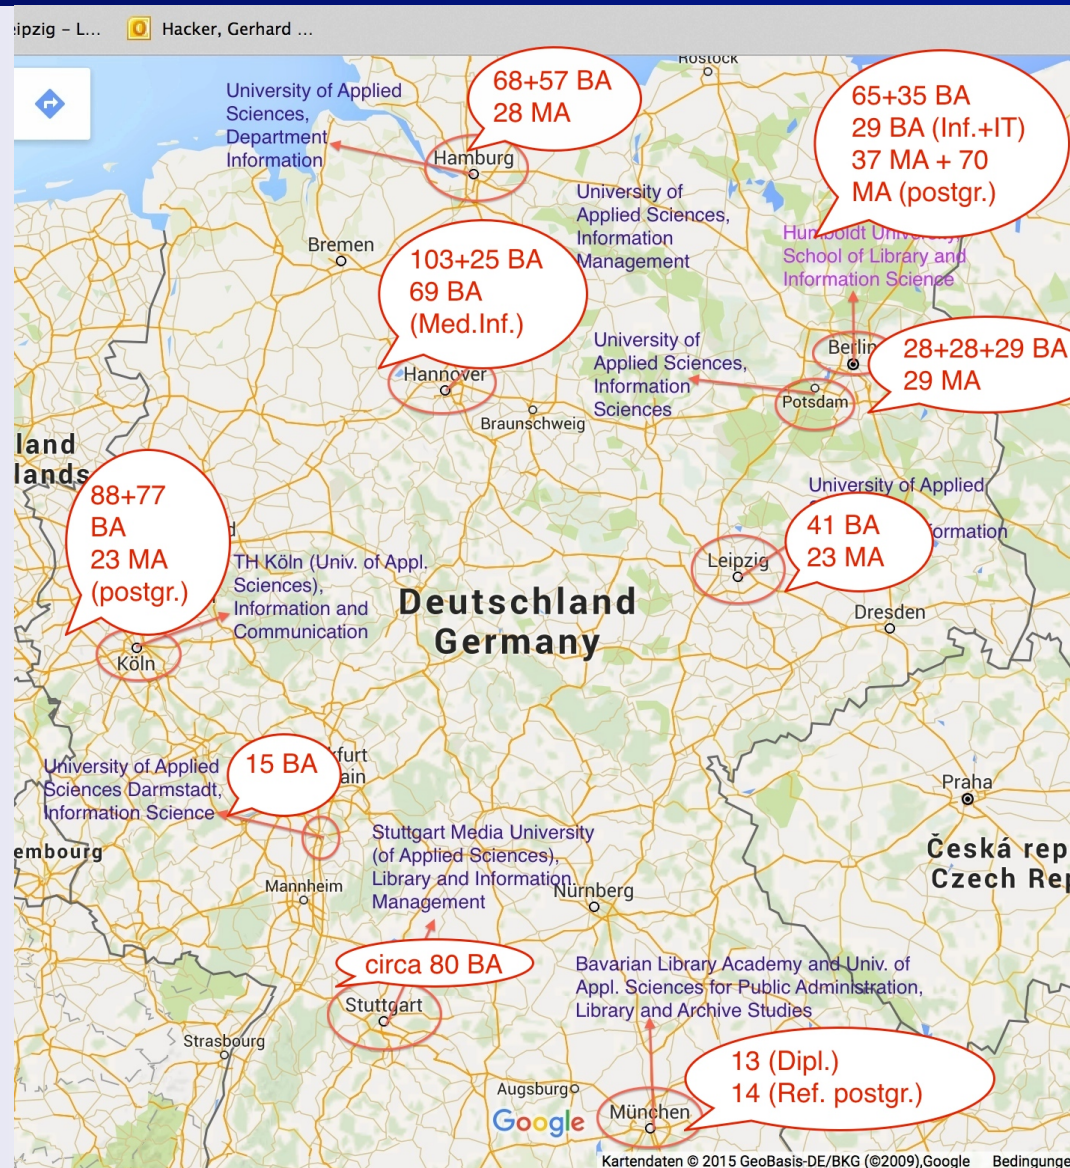 ipzig – L...
Hacker, Gerhard ...
Rostock
University of Applied
Sciences,
Department
Information
68+57 BA
28 MA
Hamburg
65+35 BA
29 BA (Inf.+IT)
37 MA + 70
MA (postgr.)
University of
Applied Sciences,
Information
Management
Humboldt University
School of Library and
Information Science
Bremen
103+25 BA
69 BA
(Med.Inf.)
Hannover
Braunschweig
University of
Applied Sciences,
Information
Sciences
Berlin
Potsdam
28+28+29 BA
29 MA
land
lands
88+77
BA
23 MA
(postgr.)
d
TH Köln (Univ. of Appl.
Sciences),
Information and
Communication
Köln
University of Applied
ormation
41 BA
23 MA
Leipzig
Dresden
Deutschland
Germany
University of Applied
Sciences Darmstadt,
Information Science
15 BA
furt
ain
embourg
Mannheim
Stuttgart Media University
(of Applied Sciences),
Library and Information
Management
Nürnberg
Praha
Česká rep
Czech Rep
circa 80 BA
Stuttgart
Strasbourg
Bavarian Library Academy and Univ. of
Appl. Sciences for Public Administration,
Library and Archive Studies
13 (Dipl.)
14 (Ref. postgr.)
Augsburg
München
Google
Kartendaten © 2015 GeoBasis-DE/BKG (©2009),Google
Bedingunge